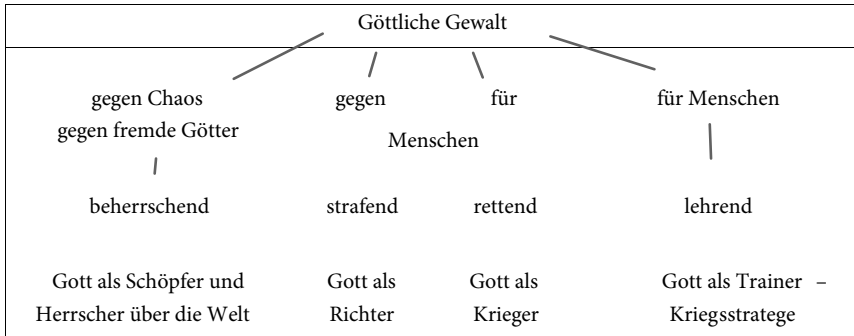 Göttliche Gewalt
gegen Chaos gegen für für Menschen
gegen fremde Götter
Menschen
beherrschend strafend rettend lehrend
Gott als Schöpfer und Gott als Gott als Gott als Trainer –
Herrscher über die Welt Richter Krieger Kriegsstratege